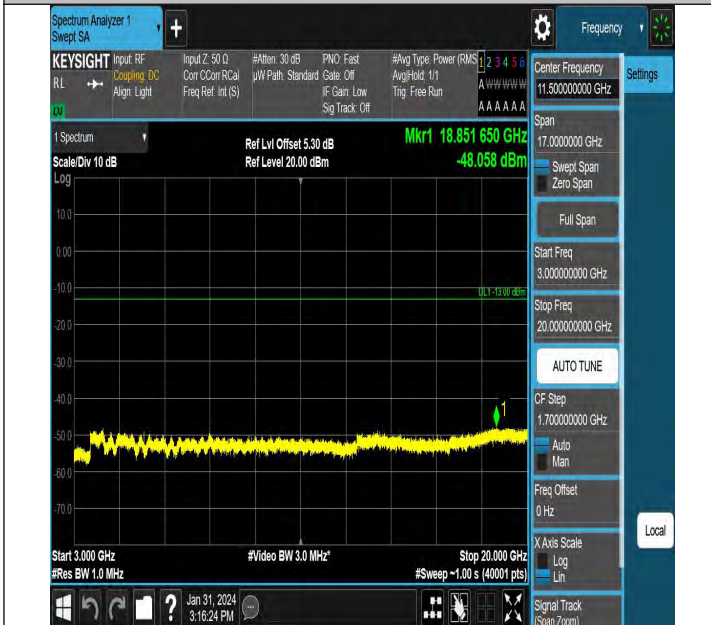 Spectrum Analyzer 1
Swept SA
+
Frequency
KEYSIGHT
RL
Input: RF
Coupling: DC
Align: Light
Input Z: 50 Ω
Corr CCorr RCal
Freq Ref: Int (S)
#Atten: 30 dB
µW Path: Standard
PNO: Fast
Gate: Off
IF Gain: Low
Sig Track: Off
#Avg Type: Power (RMS
Avg|Hold: 1/1
Trig: Free Run
1 2 3 4 5 6
A W W W W W
A A A A A A
1 Spectrum
Scale/Div 10 dB
Log
Ref Lvl Offset 5.30 dB
Ref Level 20.00 dBm
Mkr1 18.851 650 GHz
-48.058 dBm
10.0
0.00
-10.0
-20.0
-30.0
-40.0
-50.0
-60.0
-70.0
DL1 -13.00 dBm
1
Start 3.000 GHz
#Res BW 1.0 MHz
#Video BW 3.0 MHz*
Stop 20.000 GHz
#Sweep ~1.00 s (40001 pts)
Jan 31, 2024
3:16:24 PM
Center Frequency
11.500000000 GHz
Settings
Span
17.0000000 GHz
Swept Span
Zero Span
Full Span
Start Freq
3.000000000 GHz
Stop Freq
20.000000000 GHz
AUTO TUNE
CF Step
1.700000000 GHz
Auto
Man
Freq Offset
0 Hz
X Axis Scale
Log
Lin
Local
Signal Track
(Span Zoom)